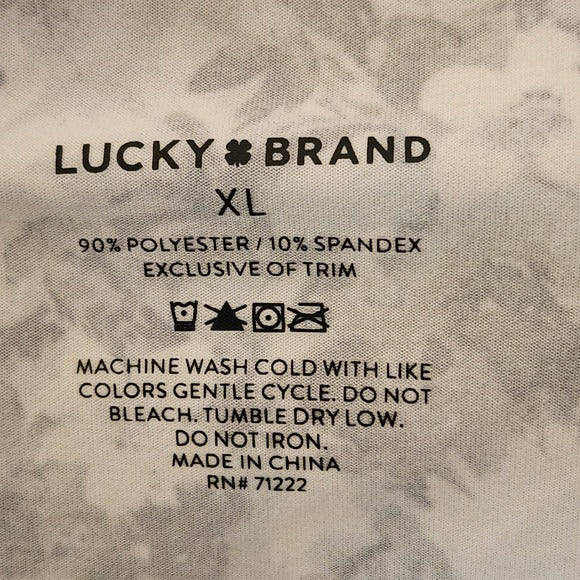 LUCKY BRAND
XL
90% POLYESTER / 10% SPANDEX
EXCLUSIVE OF TRIM
MACHINE WASH COLD WITH LIKE
COLORS GENTLE CYCLE. DO NOT
BLEACH. TUMBLE DRY LOW.
DO NOT IRON.
MADE IN CHINA
RN# 71222